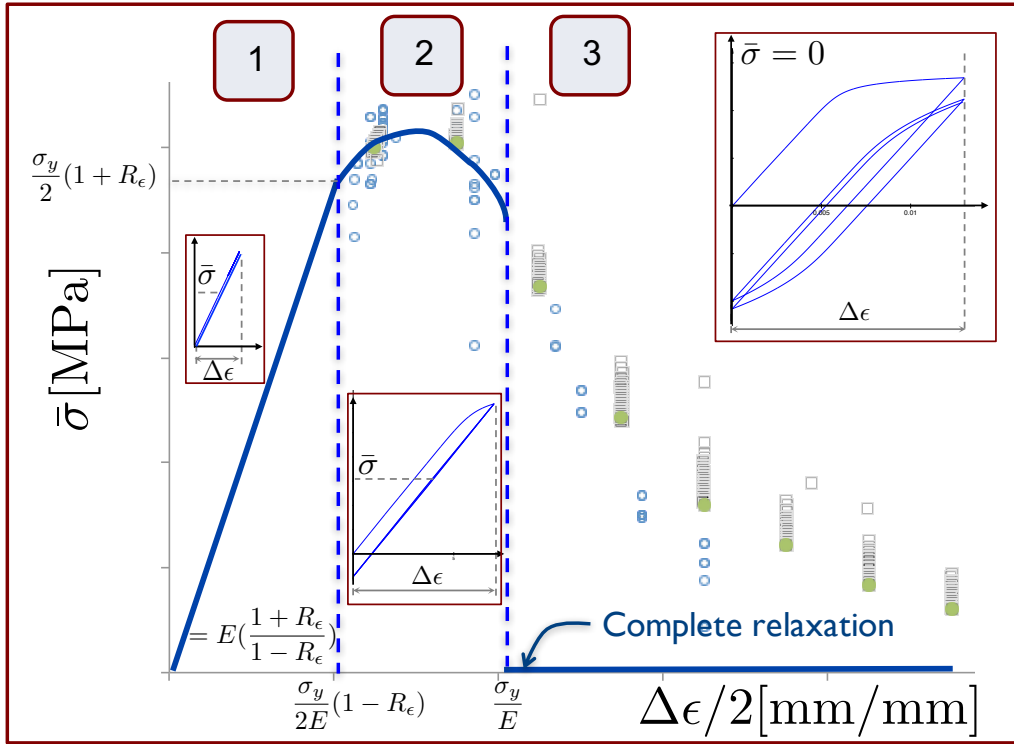 1
2
3
σ̄ = 0
0.005
0.01
Δϵ
σ_y/2 (1 + R_ϵ)
σ̄
Δϵ
σ̄ [MPa]
σ̄
Δϵ
= E((1 + R_ϵ)/(1 − R_ϵ))
Complete relaxation
σ_y/2E (1 − R_ϵ)
σ_y/E
Δϵ/2 [mm/mm]